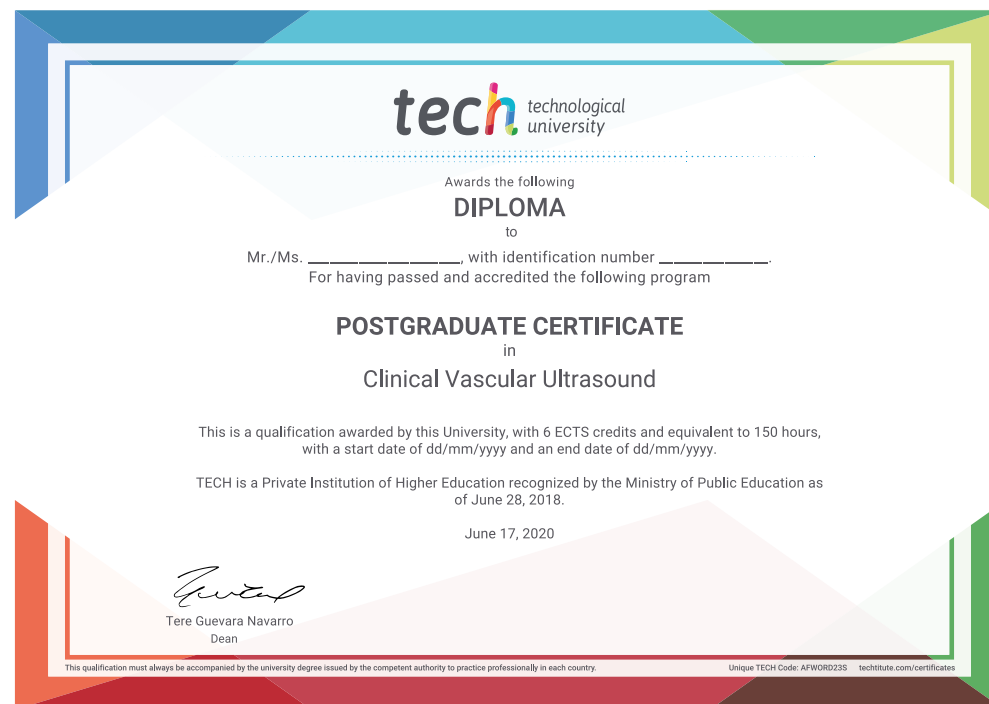 tech technological
university
Awards the following
DIPLOMA
to
Mr./Ms. ____________________, with identification number ______________.
For having passed and accredited the following program
POSTGRADUATE CERTIFICATE
in
Clinical Vascular Ultrasound
This is a qualification awarded by this University, with 6 ECTS credits and equivalent to 150 hours,
with a start date of dd/mm/yyyy and an end date of dd/mm/yyyy.
TECH is a Private Institution of Higher Education recognized by the Ministry of Public Education as
of June 28, 2018.
June 17, 2020
Tere Guevara Navarro
Dean
This qualification must always be accompanied by the university degree issued by the competent authority to practice professionally in each country. Unique TECH Code: AFWORD23S techtitute.com/certificates